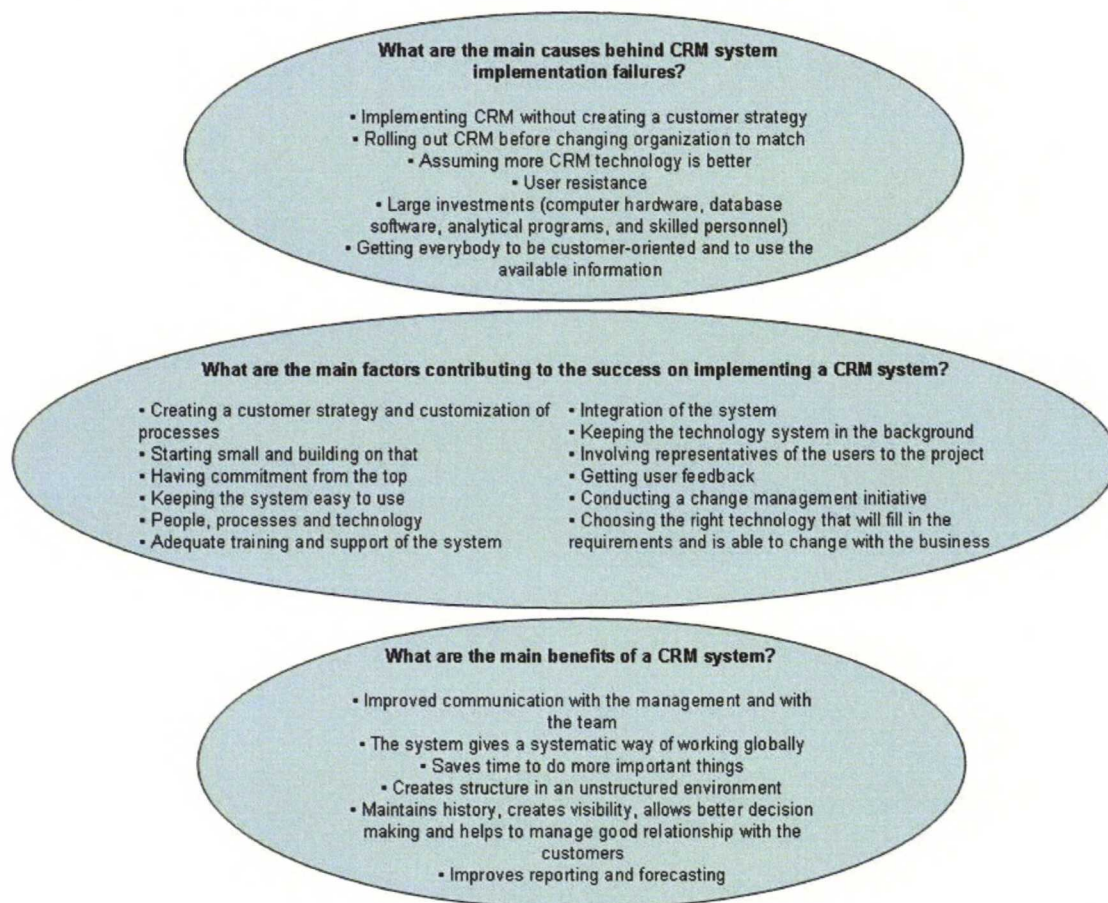 What are the main causes behind CRM system
implementation failures?
▪ Implementing CRM without creating a customer strategy
▪ Rolling out CRM before changing organization to match
▪ Assuming more CRM technology is better
▪ User resistance
▪ Large investments (computer hardware, database
software, analytical programs, and skilled personnel)
▪ Getting everybody to be customer-oriented and to use the
available information
What are the main factors contributing to the success on implementing a CRM system?
▪ Creating a customer strategy and customization of
processes
▪ Starting small and building on that
▪ Having commitment from the top
▪ Keeping the system easy to use
▪ People, processes and technology
▪ Adequate training and support of the system
▪ Integration of the system
▪ Keeping the technology system in the background
▪ Involving representatives of the users to the project
▪ Getting user feedback
▪ Conducting a change management initiative
▪ Choosing the right technology that will fill in the
requirements and is able to change with the business
What are the main benefits of a CRM system?
▪ Improved communication with the management and with
the team
▪ The system gives a systematic way of working globally
▪ Saves time to do more important things
▪ Creates structure in an unstructured environment
▪ Maintains history, creates visibility, allows better decision
making and helps to manage good relationship with the
customers
▪ Improves reporting and forecasting